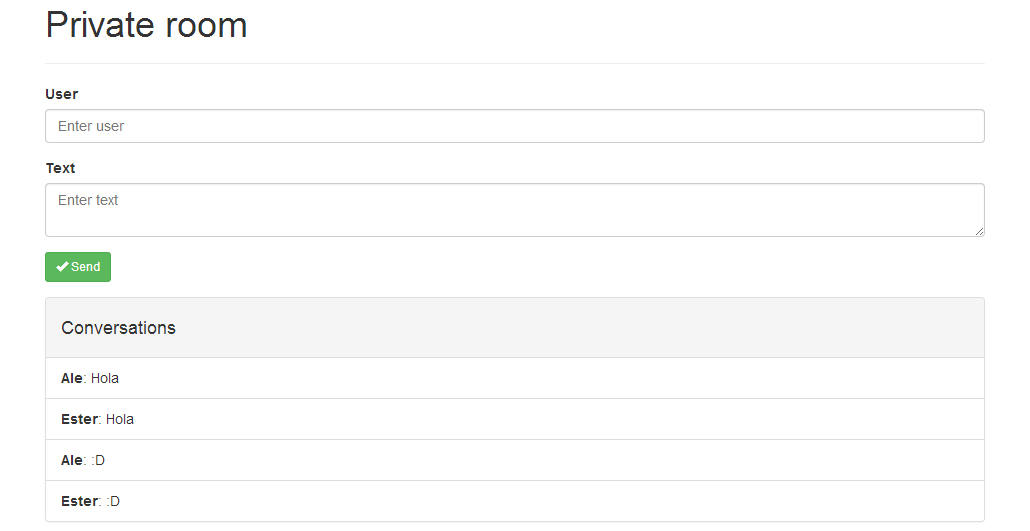 Private room
User
Enter user
Text
Enter text
Send
Conversations
Ale: Hola
Ester: Hola
Ale: :D
Ester: :D